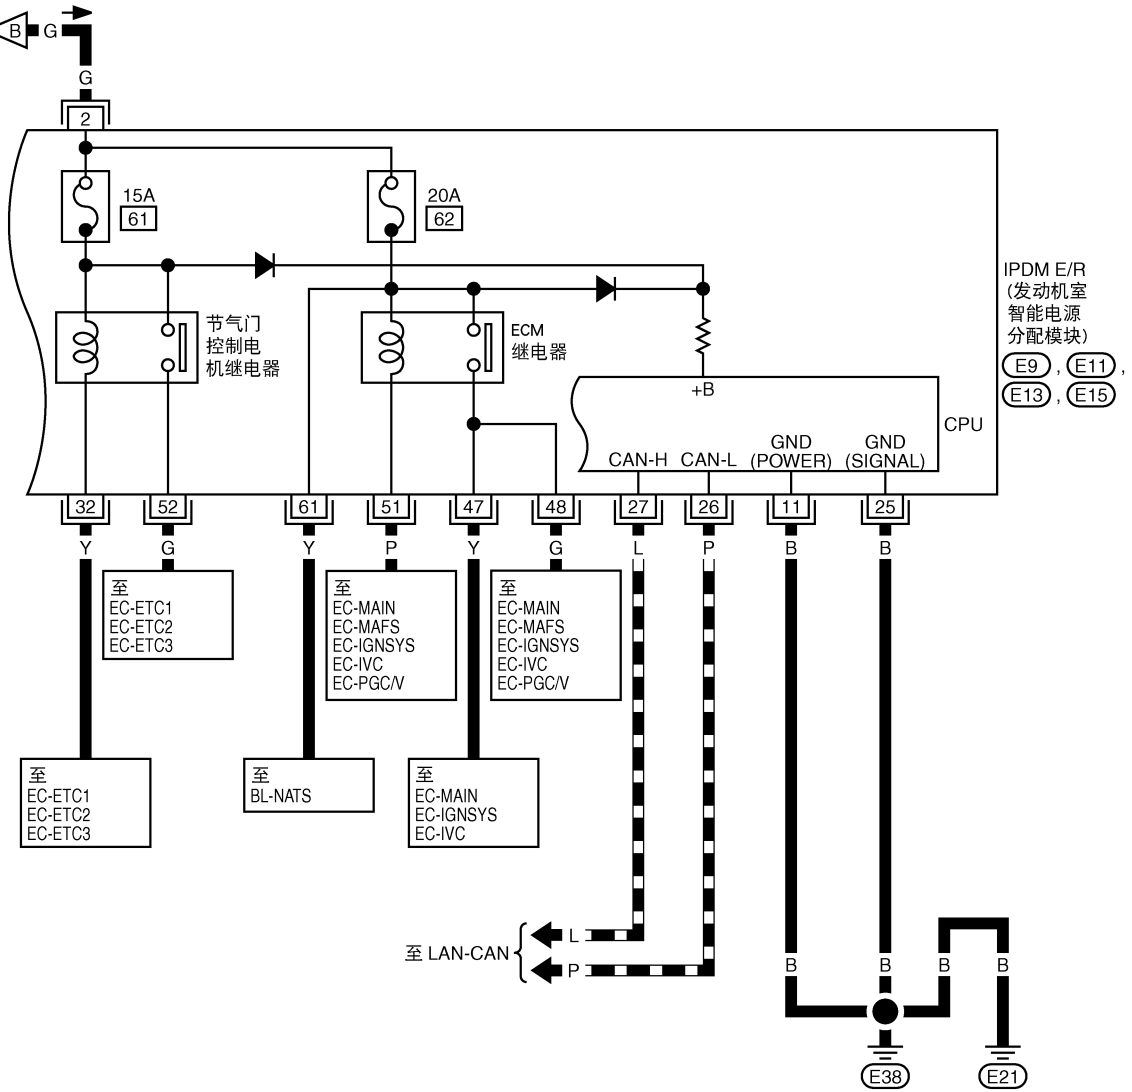 B
G
G
2
15A
61
20A
62
节气门
控制电
机继电器
ECM
继电器
IPDM E/R
(发动机室
智能电源
分配模块)
E9 , E11 ,
E13 , E15
+B
CPU
CAN-H
CAN-L
GND
(POWER)
GND
(SIGNAL)
32
52
61
51
47
48
27
26
11
25
Y
G
Y
P
Y
G
L
P
B
B
至
EC-ETC1
EC-ETC2
EC-ETC3
至
EC-MAIN
EC-MAFS
EC-IGNSYS
EC-IVC
EC-PGC/V
至
EC-MAIN
EC-MAFS
EC-IGNSYS
EC-IVC
EC-PGC/V
至
EC-ETC1
EC-ETC2
EC-ETC3
至
BL-NATS
至
EC-MAIN
EC-IGNSYS
EC-IVC
至 LAN-CAN
L
P
B
B
B
B
E38
E21